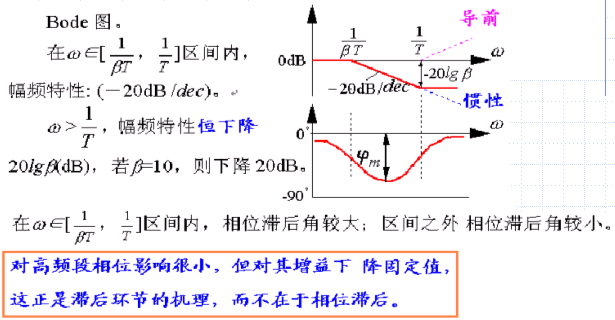 Bode 图。
在ω∈[1/βT，1/T]区间内，
幅频特性：(－20dB/dec)。
ω>1/T，幅频特性恒下降
20lgβ(dB)，若β=10，则下降 20dB。
导前
1/βT
1/T
ω
0dB
-20lgβ
－20dB/dec
惯性
0°
ω
φm
-90°
在ω∈[1/βT，1/T]区间内，相位滞后角较大；区间之外 相位滞后角较小。
对高频段相位影响很小，但对其增益下 降固定值，
这正是滞后环节的机理，而不在于相位滞后。